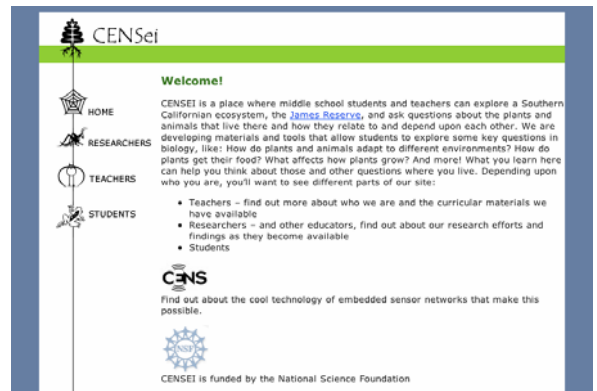 CENSei
HOME
RESEARCHERS
TEACHERS
STUDENTS
Welcome!
CENSEI is a place where middle school students and teachers can explore a Southern
Californian ecosystem, the James Reserve, and ask questions about the plants and
animals that live there and how they relate to and depend upon each other. We are
developing materials and tools that allow students to explore some key questions in
biology, like: How do plants and animals adapt to different environments? How do
plants get their food? What affects how plants grow? And more! What you learn here
can help you think about those and other questions where you live. Depending upon
who you are, you'll want to see different parts of our site:
• Teachers – find out more about who we are and the curricular materials we
have available
• Researchers – and other educators, find out about our research efforts and
findings as they become available
• Students
CENS
Find out about the cool technology of embedded sensor networks that make this
possible.
NSF
CENSEI is funded by the National Science Foundation